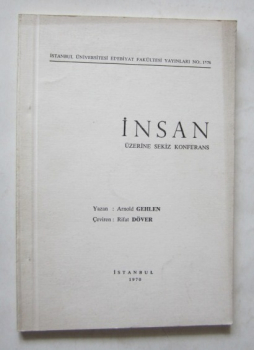 İSTANBUL ÜNİVERSİTESİ EDEBİYAT FAKÜLTESİ YAYINLARI NO.
İNSAN
ÜZERİNE SEKİZ KONFERANS
Yazan : Arnold GEHLEN
Çeviren : Rifat DÖVER
İSTANBUL
1970